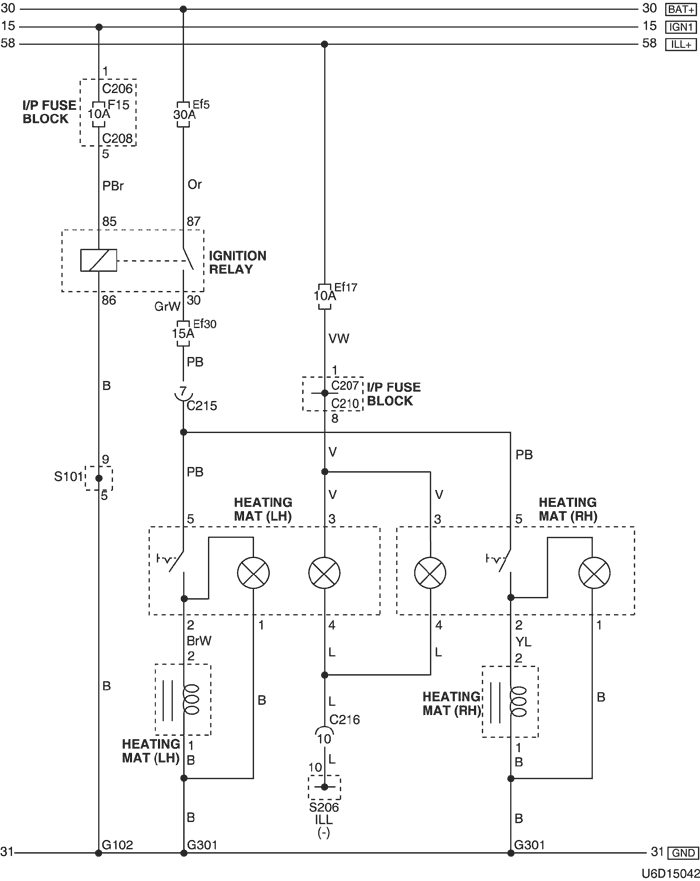 30 30 BAT+
15 15 IGN1
58 58 ILL+
1
C206
I/P FUSE F15 Ef5
BLOCK 10A 30A
C208
5
PBr Or
85 87
IGNITION
RELAY
86 30
GrW
Ef17
10A
Ef30
15A
VW
PB
1
7 C207 I/P FUSE
B C215 C210 BLOCK
8
V PB
9
S101 PB
5 V V
HEATING HEATING
MAT (LH) MAT (RH)
5 3 3 5
2 1 4 4 2 1
BrW L L YL
2 2
B B B
L
HEATING
MAT (RH)
C216
10
HEATING 1 1
MAT (LH) B L B
10
S206
ILL
(-)
B B
G102 G301 G301
31 31 GND
U6D15042